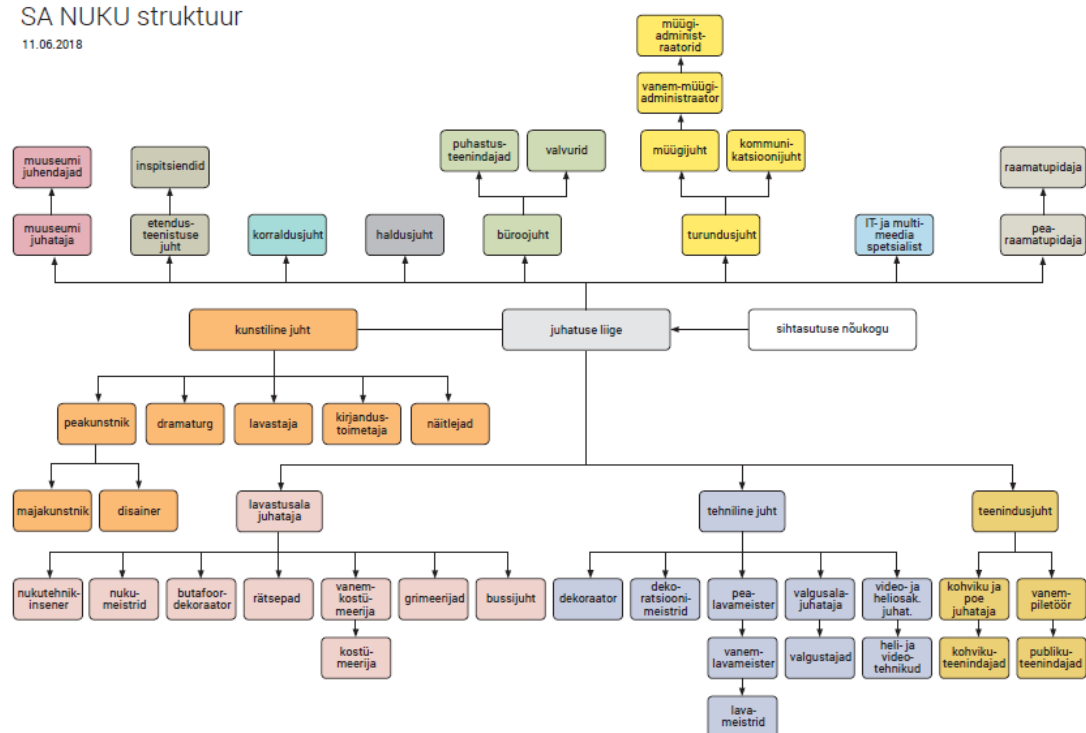 SA NUKU struktuur
11.06.2018
müügi-
administ-
raatorid
vanem-müügi-
administraator
puhastus-
teenindajad
valvurid
müügijuht
kommuni-
katsioonijuht
muuseumi
juhendajad
inspitsiendid
raamatupidaja
muuseumi
juhataja
etendus-
teenistuse
juht
korraldusjuht
haldusjuht
büroojuht
turundusjuht
IT- ja multi-
meedia
spetsialist
pea-
raamatupidaja
kunstiline juht
juhatuse liige
sihtasutuse nõukogu
peakunstnik
dramaturg
lavastaja
kirjandus-
toimetaja
näitlejad
majakunstnik
disainer
lavastusala
juhataja
tehniline juht
teenindusjuht
nukutehnik-
insener
nuku-
meistrid
butafoor-
dekoraator
rätsepad
vanem-
kostü-
meerija
grimeerijad
bussijuht
dekoraator
deko-
ratsiooni-
meistrid
pea-
lavameister
valgusala-
juhataja
video- ja
heliosak.
juhat.
kohviku ja
poe
juhataja
vanem-
piletöör
kostü-
meerija
vanem-
lavameister
valgustajad
heli- ja
video-
tehnikud
kohviku-
teenindajad
publiku-
teenindajad
lava-
meistrid